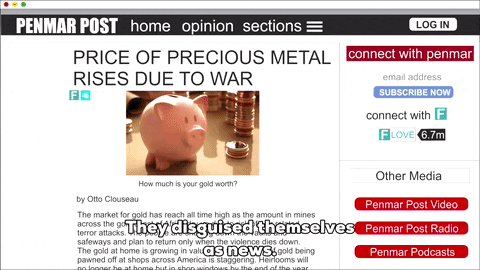 PENMAR POST home opinion sections LOG IN
PRICE OF PRECIOUS METAL
RISES DUE TO WAR
connect with penmar
email address
SUBSCRIBE NOW
connect with F
F LOVE 6.7m
F
How much is your gold worth?
Other Media
by Otto Clouseau
Penmar Post Video
Penmar Post Radio
Penmar Podcasts
The market for gold has reach all time high as the amount in mines
across the
terror attacks. The
safeways and plan to return only when the violence dies down.
The gold at home is growing in
gold being
pawned off at shops across America is staggering. Heirlooms will
no longer be at home but in shop windows by the end of the year
They disguised themselves
as news.